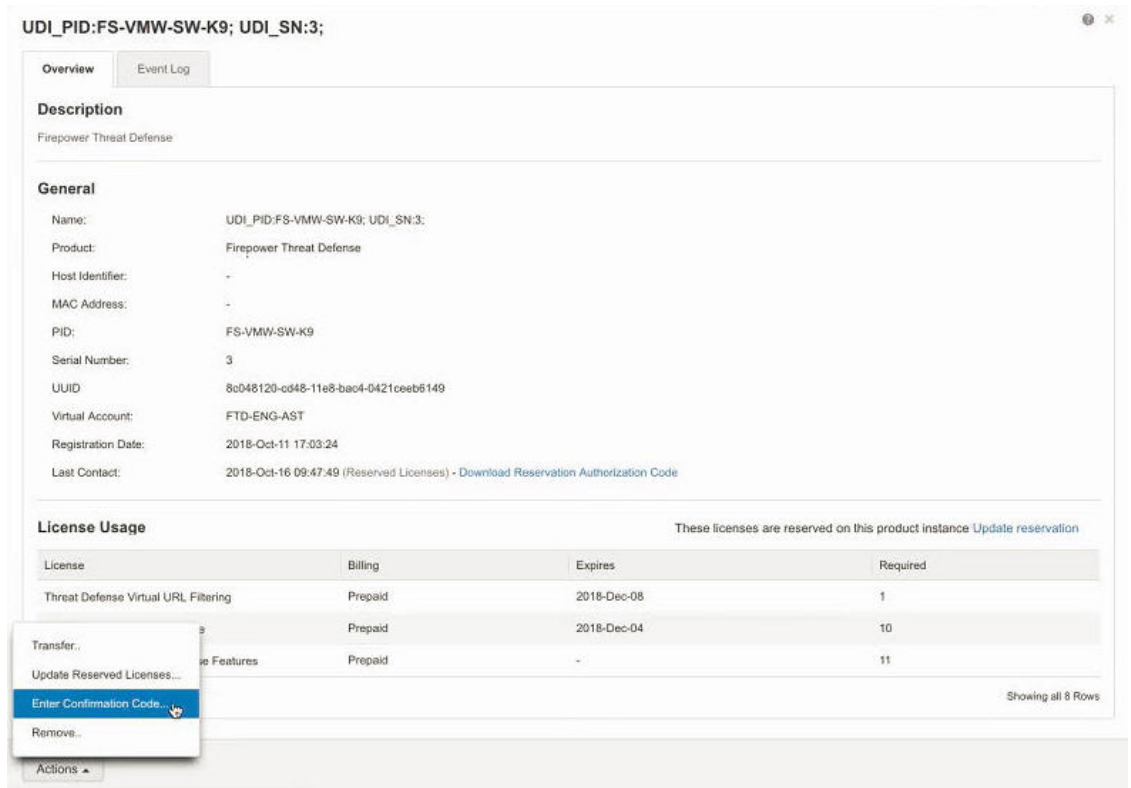 UDI_PID:FS-VMW-SW-K9; UDI_SN:3;
Overview Event Log
Description
Firepower Threat Defense
General
Name: UDI_PID:FS-VMW-SW-K9; UDI_SN:3;
Product: Firepower Threat Defense
Host Identifier: -
MAC Address: -
PID: FS-VMW-SW-K9
Serial Number: 3
UUID 8c048120-cd48-11e8-bac4-0421ceeb6149
Virtual Account: FTD-ENG-AST
Registration Date: 2018-Oct-11 17:03:24
Last Contact: 2018-Oct-16 09:47:49 (Reserved Licenses) - Download Reservation Authorization Code
License Usage These licenses are reserved on this product instance Update reservation
License Billing Expires Required
Threat Defense Virtual URL Filtering Prepaid 2018-Dec-08 1
Prepaid 2018-Dec-04 10
Features Prepaid - 11
Showing all 8 Rows
Transfer..
Update Reserved Licenses...
Enter Confirmation Code...
Remove..
Actions